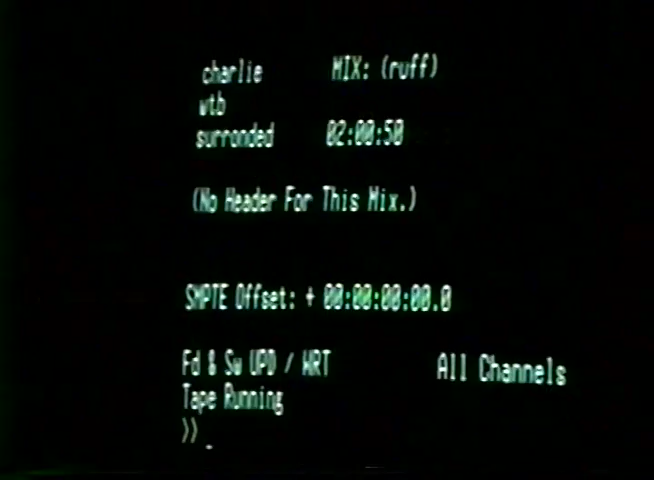 charlie MIX: (ruff)
wtb
surronded 02:00:50
(No Header For This Mix.)
SMPTE Offset: + 00:00:00:00.0
Fd & Sw UPD / WRT All Channels
Tape Running
»_